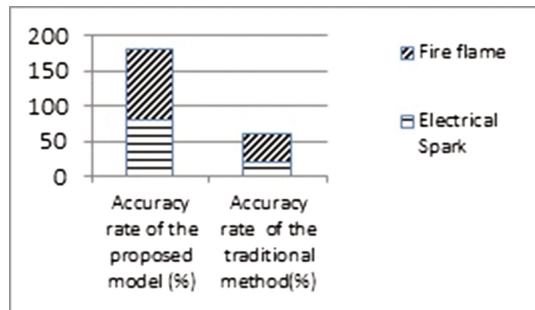 200
150
100
50
0
Accuracy
rate of the
proposed
model (%)
Accuracy
rate of the
traditional
method(%)
Fire flame
Electrical
Spark